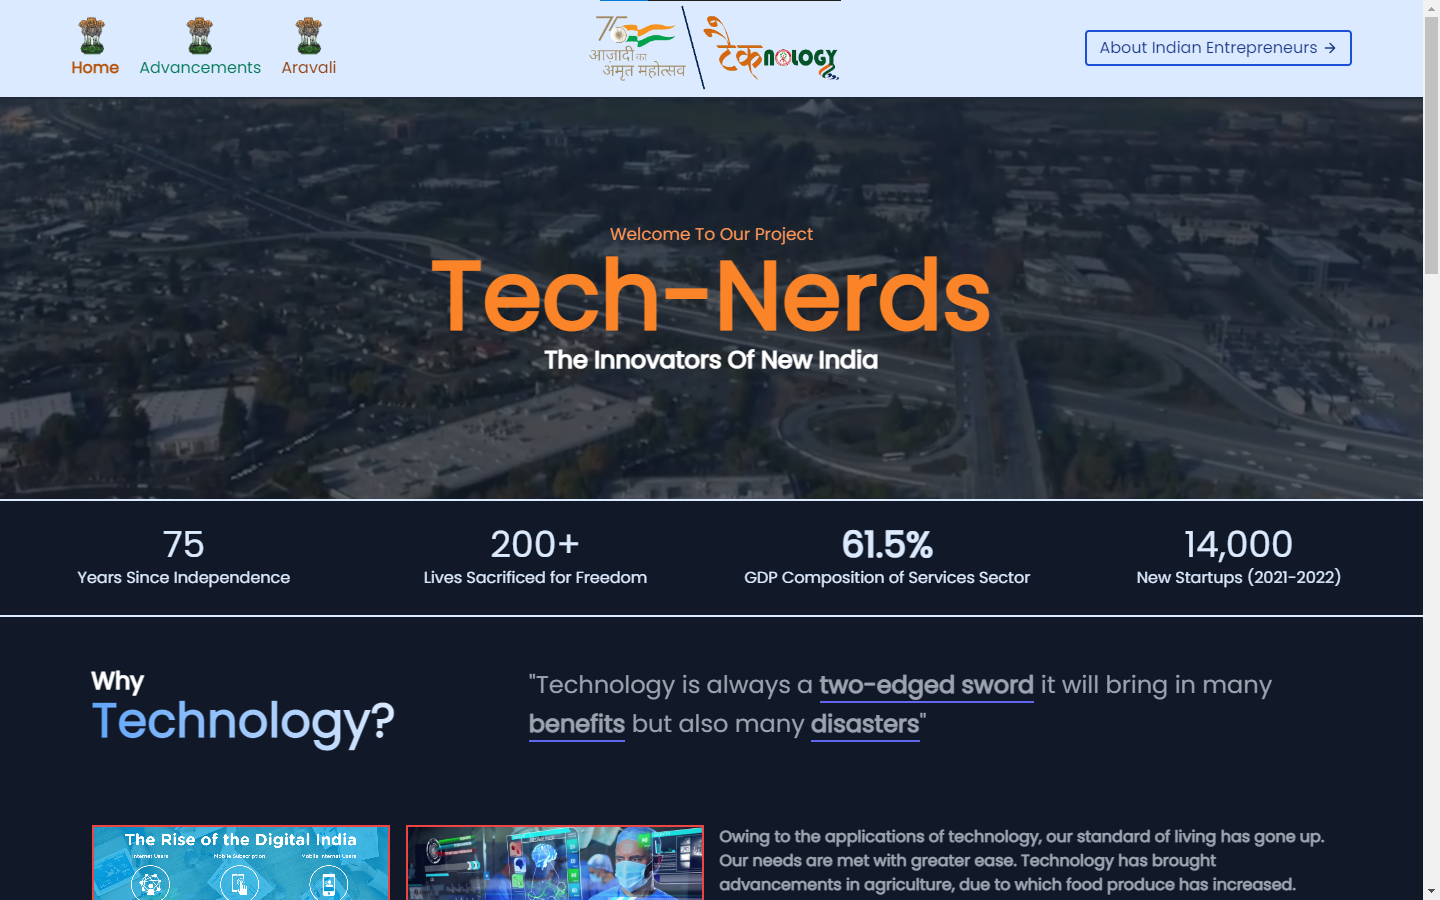 Home
Advancements
Aravali
75
आज़ादी का
अमृत महोत्सव
टेकNOLOGY
About Indian Entrepreneurs →
Welcome To Our Project
Tech-Nerds
The Innovators Of New India
75
Years Since Independence
200+
Lives Sacrificed for Freedom
61.5%
GDP Composition of Services Sector
14,000
New Startups (2021-2022)
Why
Technology?
"Technology is always a two-edged sword it will bring in many
benefits but also many disasters"
The Rise of the Digital India
Internet Users
Mobile Subscription
Mobile Internet Users
Owing to the applications of technology, our standard of living has gone up.
Our needs are met with greater ease. Technology has brought
advancements in agriculture, due to which food produce has increased.